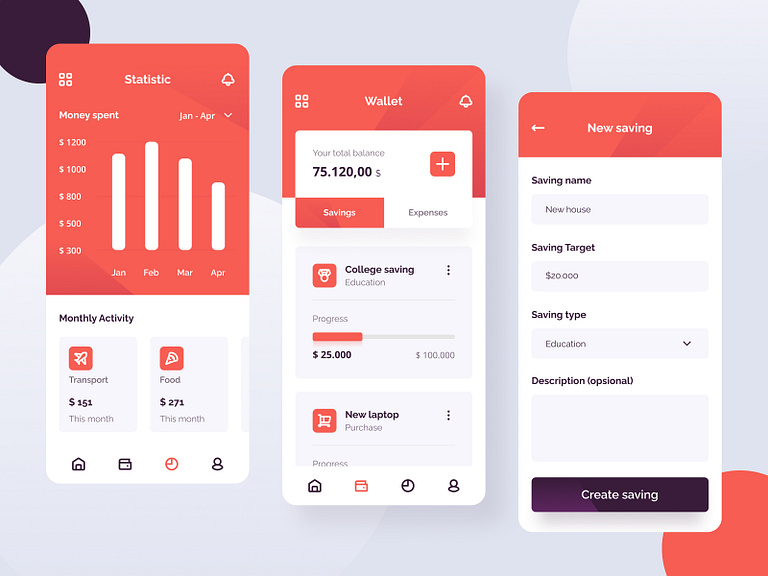 Statistic
Money spent
Jan - Apr
$ 1200
$ 1000
$ 800
$ 500
$ 300
Jan Feb Mar Apr
Monthly Activity
Transport
$ 151
This month
Food
$ 271
This month
Wallet
Your total balance
75.120,00 $
Savings
Expenses
College saving
Education
Progress
$ 25.000
$ 100.000
New laptop
Purchase
Progress
New saving
Saving name
New house
Saving Target
$20.000
Saving type
Education
Description (opsional)
Create saving